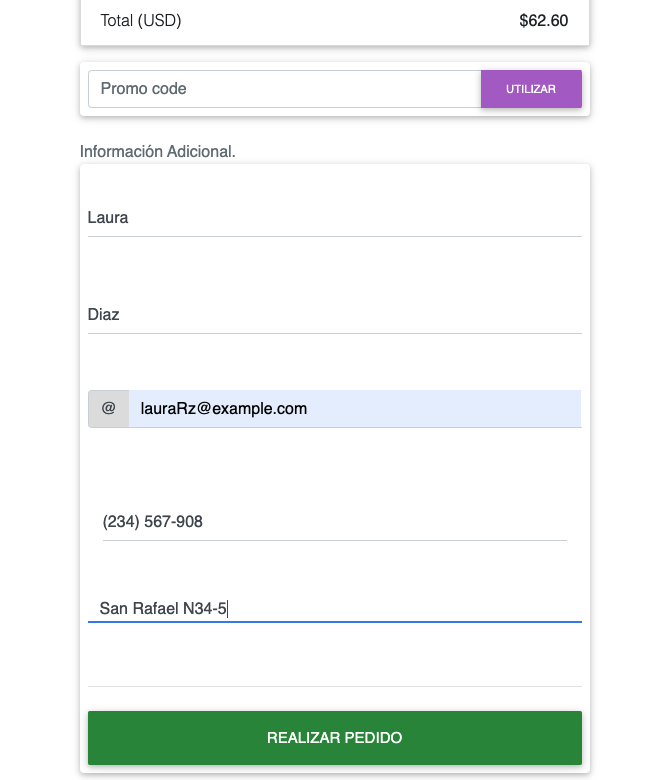 Total (USD) $62.60
Promo code UTILIZAR
Información Adicional.
Laura
Diaz
@ lauraRz@example.com
(234) 567-908
San Rafael N34-5
REALIZAR PEDIDO